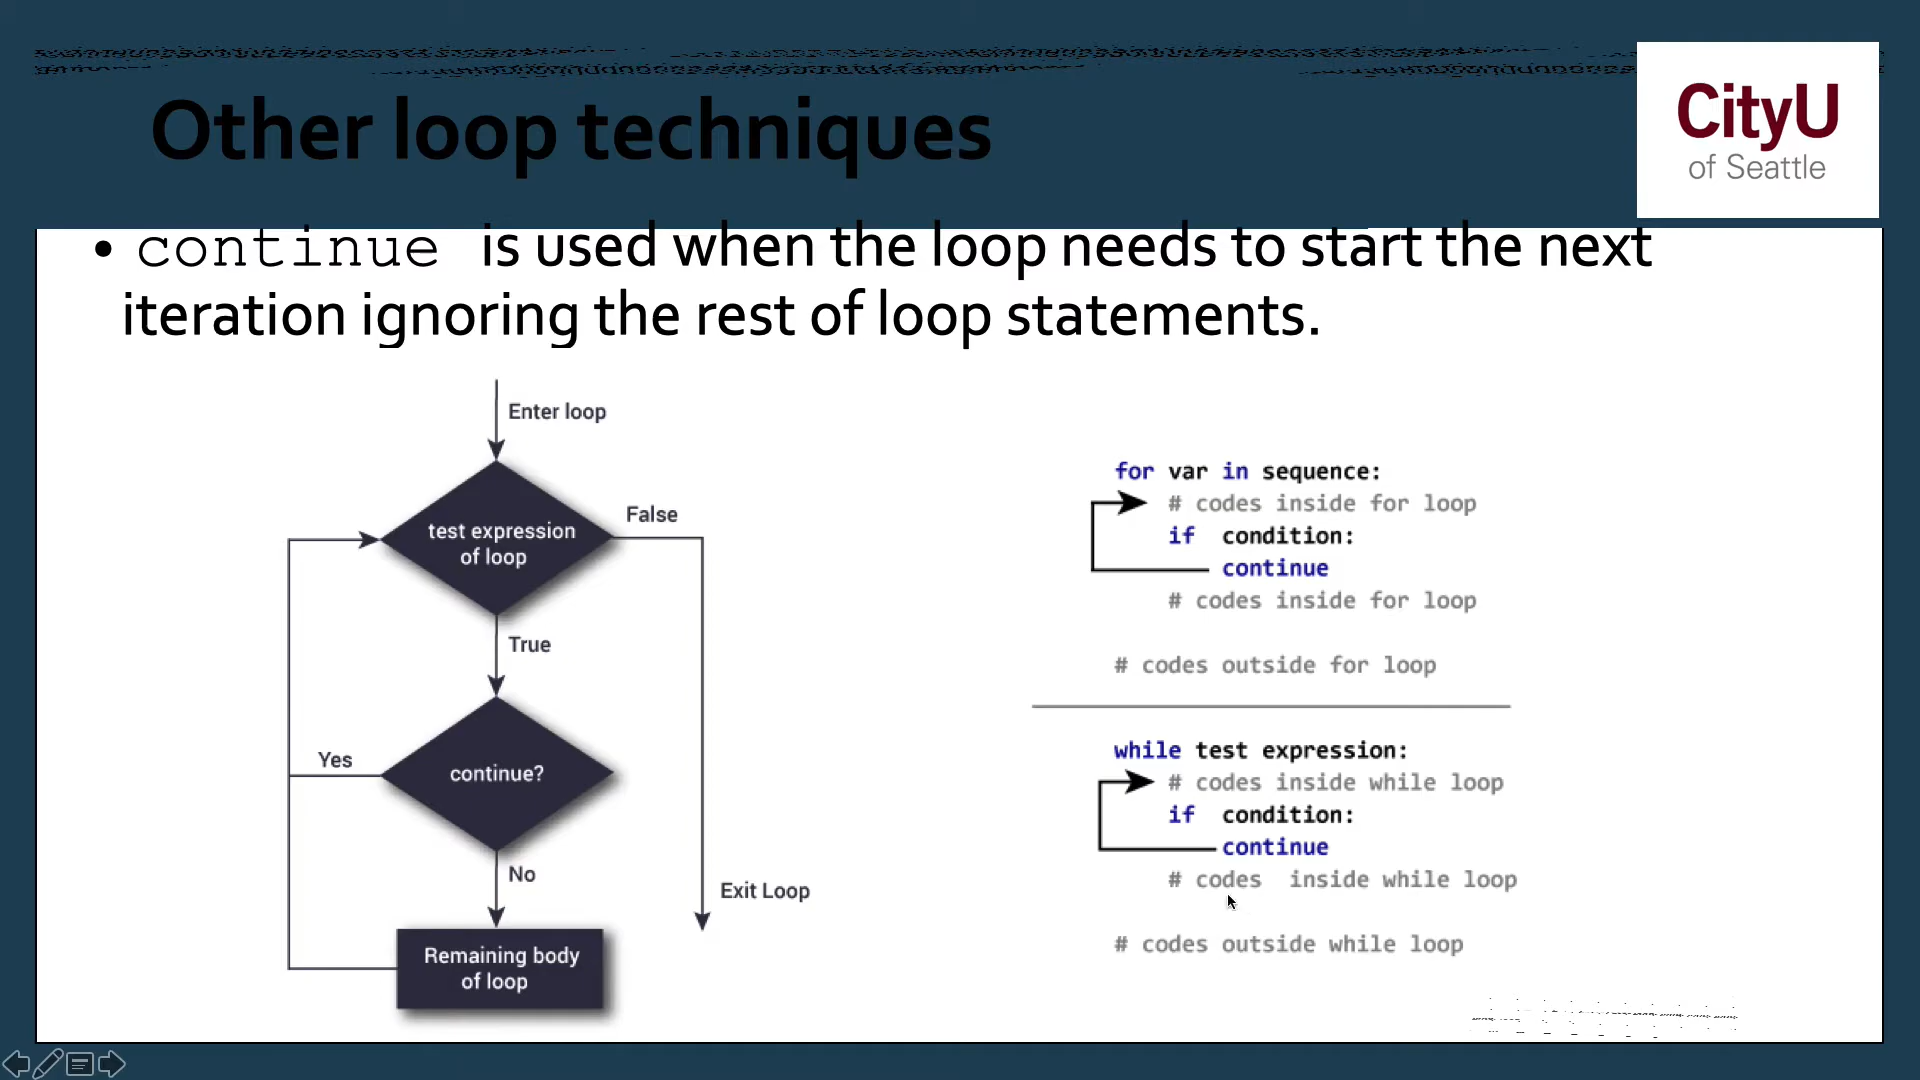 Other loop techniques
CityU
of Seattle
• continue is used when the loop needs to start the next
iteration ignoring the rest of loop statements.
Enter loop
test expression
of loop
False
True
continue?
Yes
No
Exit Loop
Remaining body
of loop
for var in sequence:
# codes inside for loop
if condition:
continue
# codes inside for loop
# codes outside for loop
while test expression:
# codes inside while loop
if condition:
continue
# codes inside while loop
# codes outside while loop